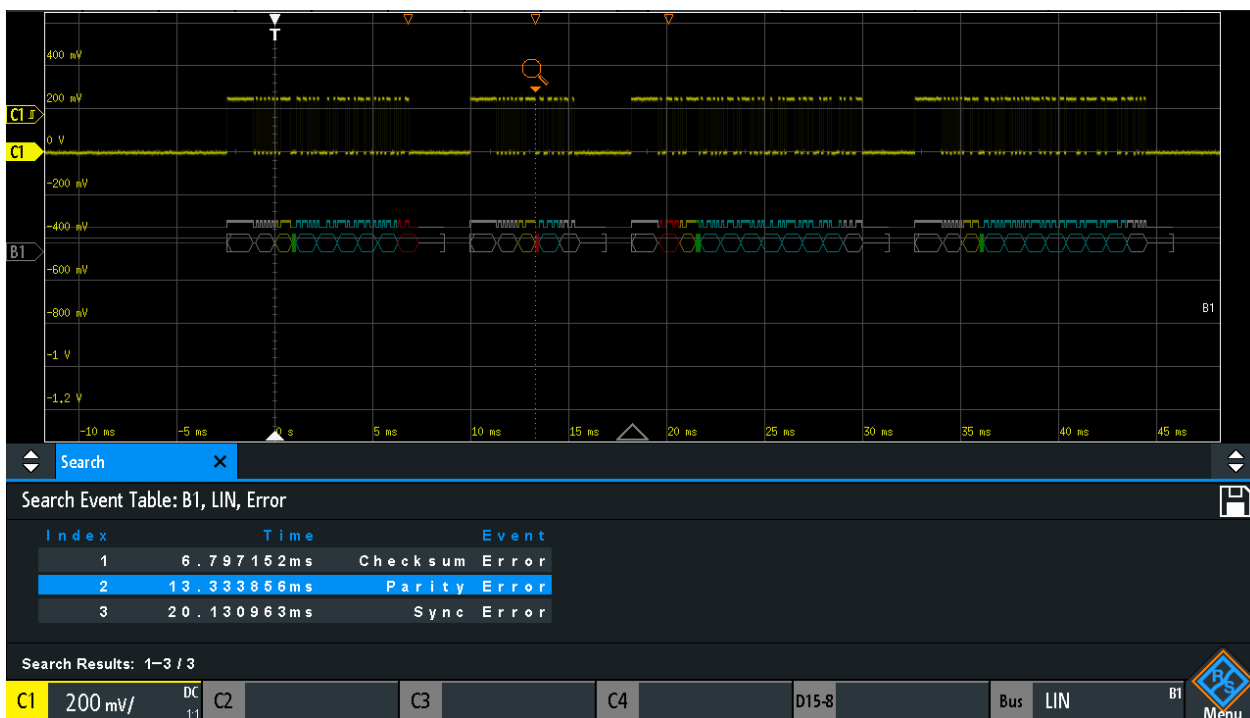 T
400 mV
200 mV
C1
0 V
C1
-200 mV
-400 mV
B1
-600 mV
-800 mV
B1
-1 V
-1.2 V
-10 ms -5 ms 0 s 5 ms 10 ms 15 ms 20 ms 25 ms 30 ms 35 ms 40 ms 45 ms
Search ×
Search Event Table: B1, LIN, Error
Index Time Event
1 6.797152ms Checksum Error
2 13.333856ms Parity Error
3 20.130963ms Sync Error
Search Results: 1-3 / 3
C1 200 mV/ DC 1:1 C2 C3 C4 D15-8 Bus LIN B1 R&S Menu